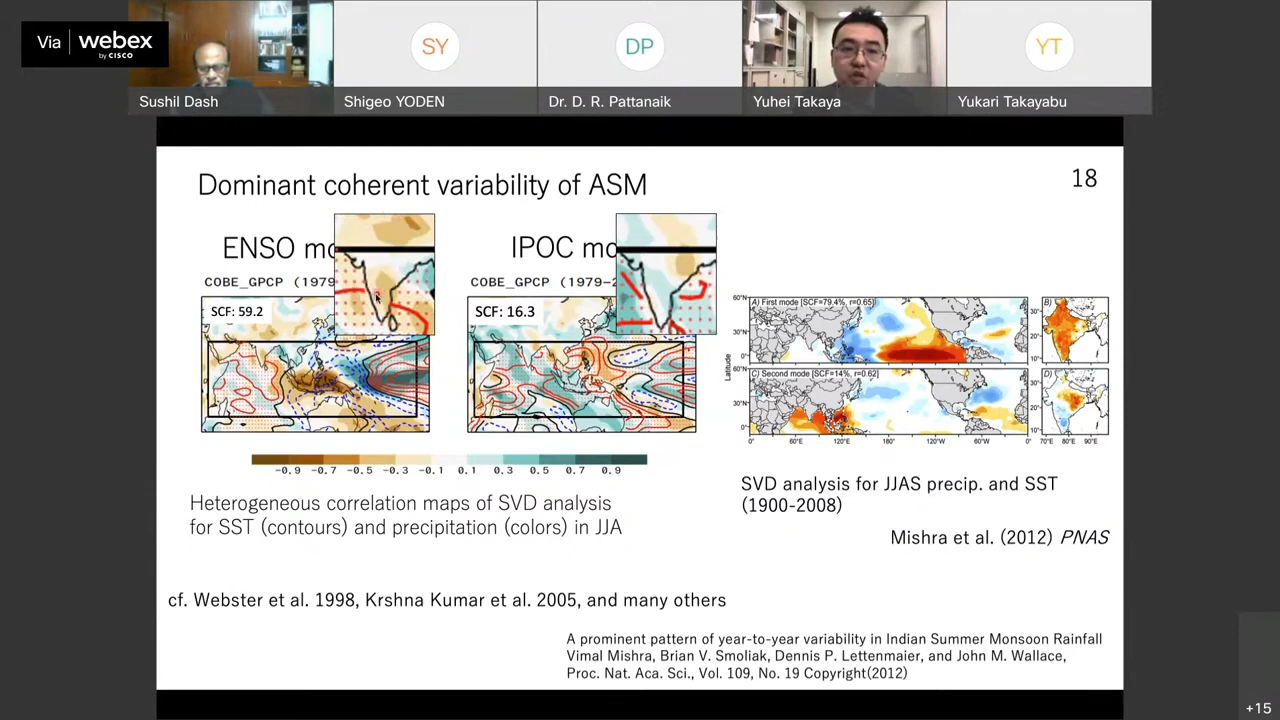 Via webex
by CISCO
SY
DP
YT
Sushil Dash
Shigeo YODEN
Dr. D. R. Pattanaik
Yuhei Takaya
Yukari Takayabu
Dominant coherent variability of ASM
18
ENSO mo
IPOC mo
COBE_GPCP (1979
COBE_GPCP (1979-2
SCF: 59.2
SCF: 16.3
A) First mode [SCF=79.4%, r=0.65]
B)
C) Second mode [SCF=14%, r=0.62]
D)
Latitude
60°N
30°N
0°
60°N
30°N
0°
30°
20°
10°
30°
20°
10°
0° 60°E 120°E 180° 120°W 60°W 0°
70°E 80°E 90°E
-0.9 -0.7 -0.5 -0.3 -0.1 0.1 0.3 0.5 0.7 0.9
Heterogeneous correlation maps of SVD analysis
for SST (contours) and precipitation (colors) in JJA
SVD analysis for JJAS precip. and SST
(1900-2008)
Mishra et al. (2012) PNAS
cf. Webster et al. 1998, Krshna Kumar et al. 2005, and many others
A prominent pattern of year-to-year variability in Indian Summer Monsoon Rainfall
Vimal Mishra, Brian V. Smoliak, Dennis P. Lettenmaier, and John M. Wallace,
Proc. Nat. Aca. Sci., Vol. 109, No. 19 Copyright(2012)
+15